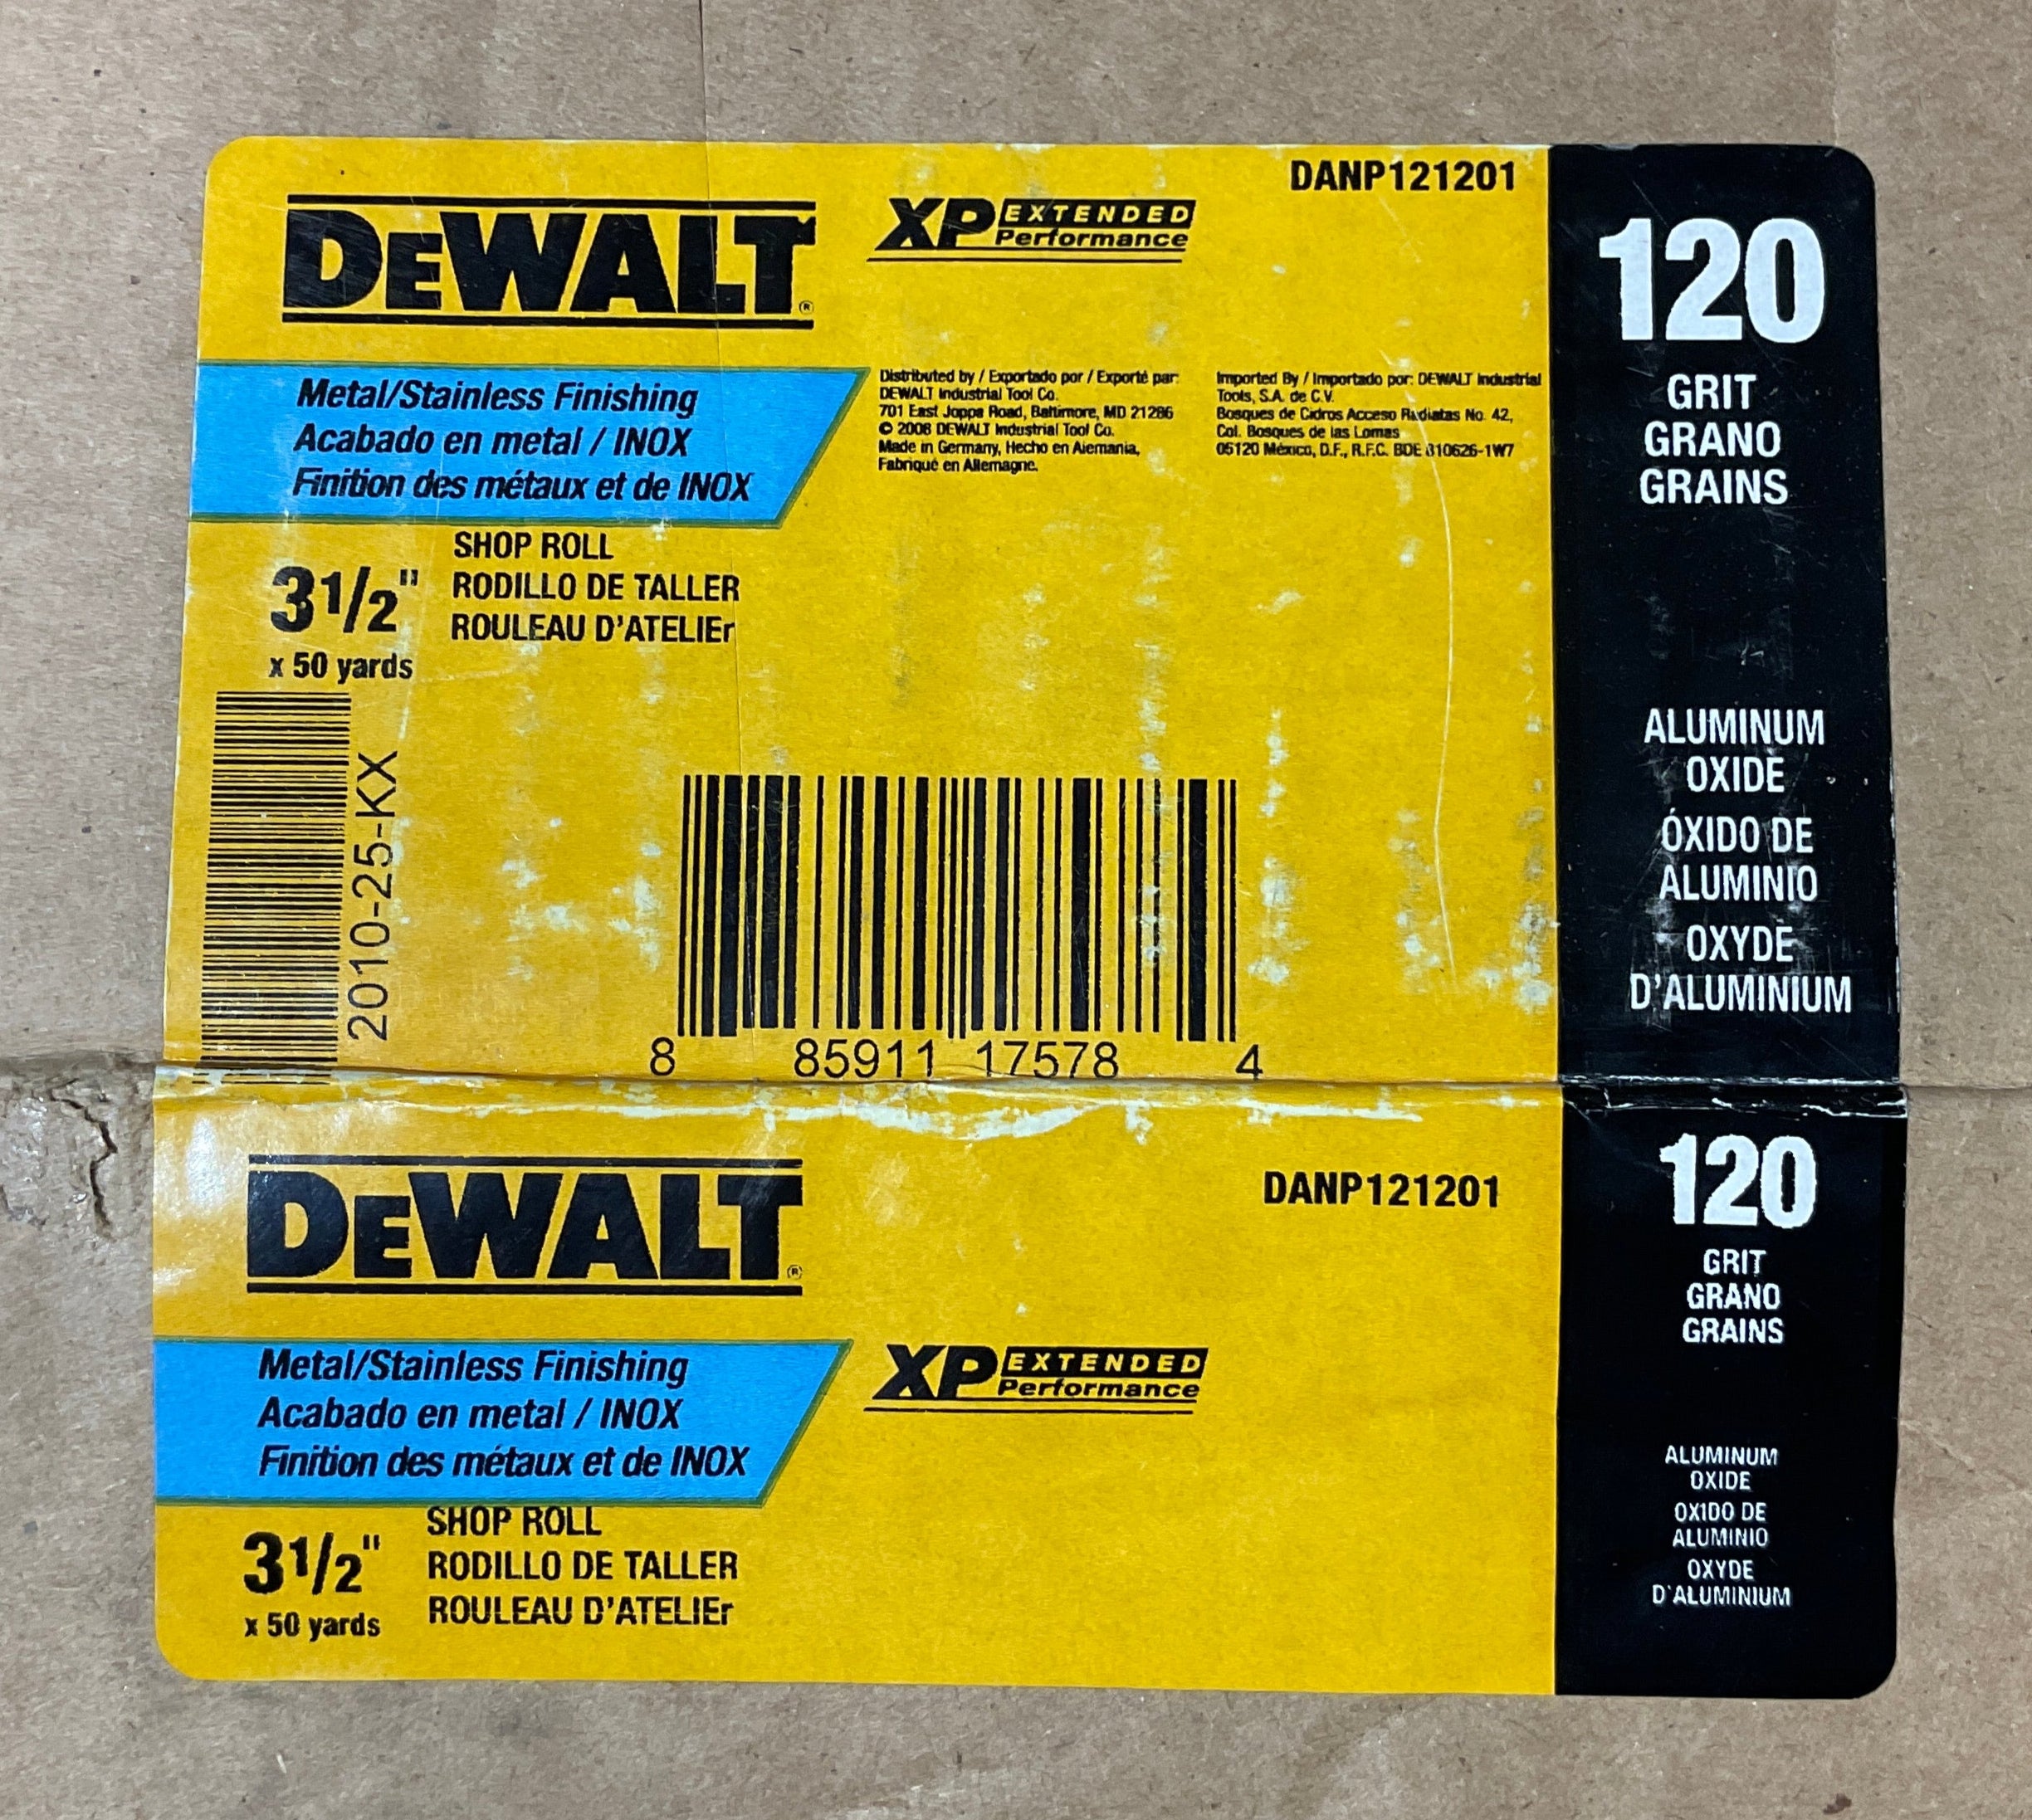 DANP121201
DEWALT®
XP EXTENDED
Performance
120
GRIT
GRANO
GRAINS
Metal/Stainless Finishing
Acabado en metal / INOX
Finition des métaux et de INOX
Distributed by / Exportado por / Exporté par:
DEWALT Industrial Tool Co.
701 East Joppa Road, Baltimore, MD 21286
© 2008 DEWALT Industrial Tool Co.
Made in Germany, Hecho en Alemania,
Fabriqué en Allemagne.
Imported By / Importado por: DEWALT Industrial
Tools, S.A. de C.V.
Bosques de Cidros Acceso Radiatas No. 42,
Col. Bosques de las Lomas
05120 México, D.F., R.F.C. BDE 810626-1W7
3 1/2"
x 50 yards
SHOP ROLL
RODILLO DE TALLER
ROULEAU D'ATELIEr
2010-25-KX
8 85911 17578 4
ALUMINUM
OXIDE
ÓXIDO DE
ALUMINIO
OXYDE
D'ALUMINIUM
DEWALT®
DANP121201
120
GRIT
GRANO
GRAINS
Metal/Stainless Finishing
Acabado en metal / INOX
Finition des métaux et de INOX
XP EXTENDED
Performance
3 1/2"
x 50 yards
SHOP ROLL
RODILLO DE TALLER
ROULEAU D'ATELIEr
ALUMINUM
OXIDE
OXIDO DE
ALUMINIO
OXYDE
D'ALUMINIUM